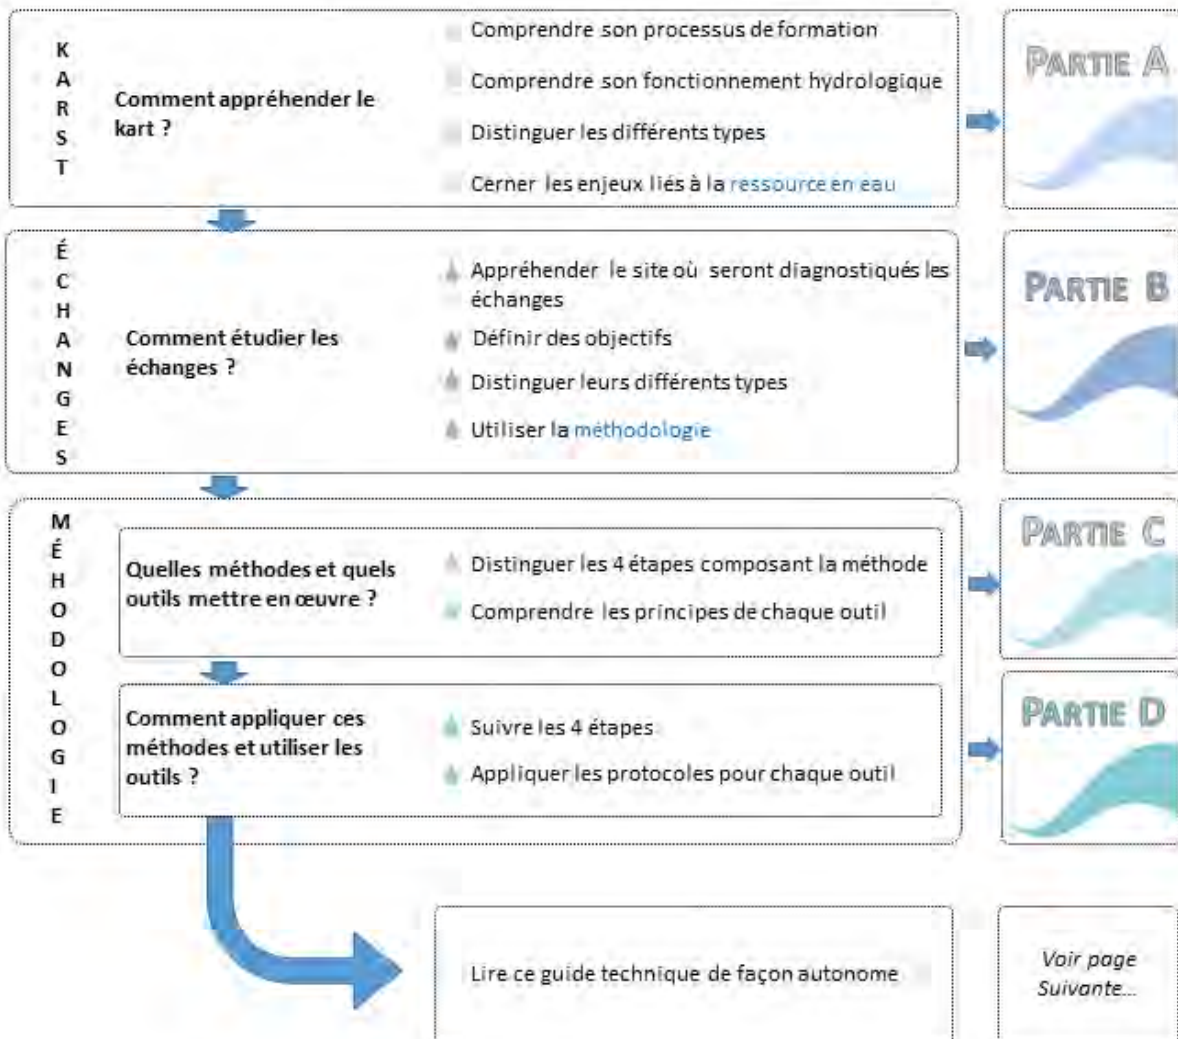 KARST
Comment appréhender le
kart ?
Comprendre son processus de formation
Comprendre son fonctionnement hydrologique
Distinguer les différents types
Cerner les enjeux liés à la ressource en eau
PARTIE A
ÉCHANGES
Comment étudier les
échanges ?
Appréhender le site où seront diagnostiqués les
échanges
Définir des objectifs
Distinguer leurs différents types
Utiliser la méthodologie
PARTIE B
MÉHODOLOGIE
Quelles méthodes et quels
outils mettre en œuvre ?
Distinguer les 4 étapes composant la méthode
Comprendre les principes de chaque outil
PARTIE C
Comment appliquer ces
méthodes et utiliser les
outils ?
Suivre les 4 étapes
Appliquer les protocoles pour chaque outil
PARTIE D
Lire ce guide technique de façon autonome
Voir page
Suivante...